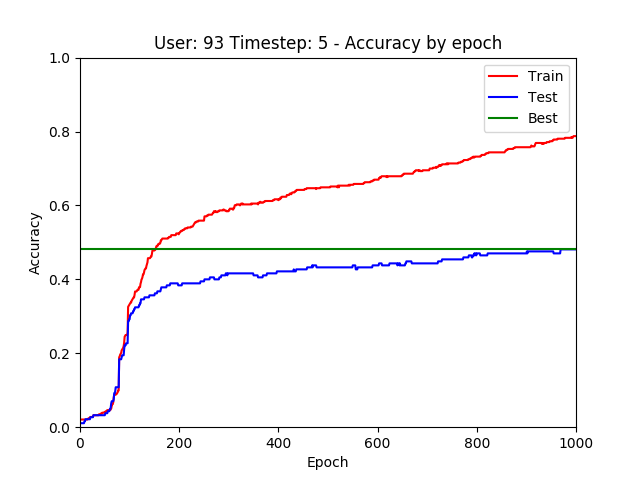 User: 93 Timestep: 5 - Accuracy by epoch
1.0
0.8
0.6
0.4
0.2
0.0
Accuracy
Train
Test
Best
0 200 400 600 800 1000
Epoch